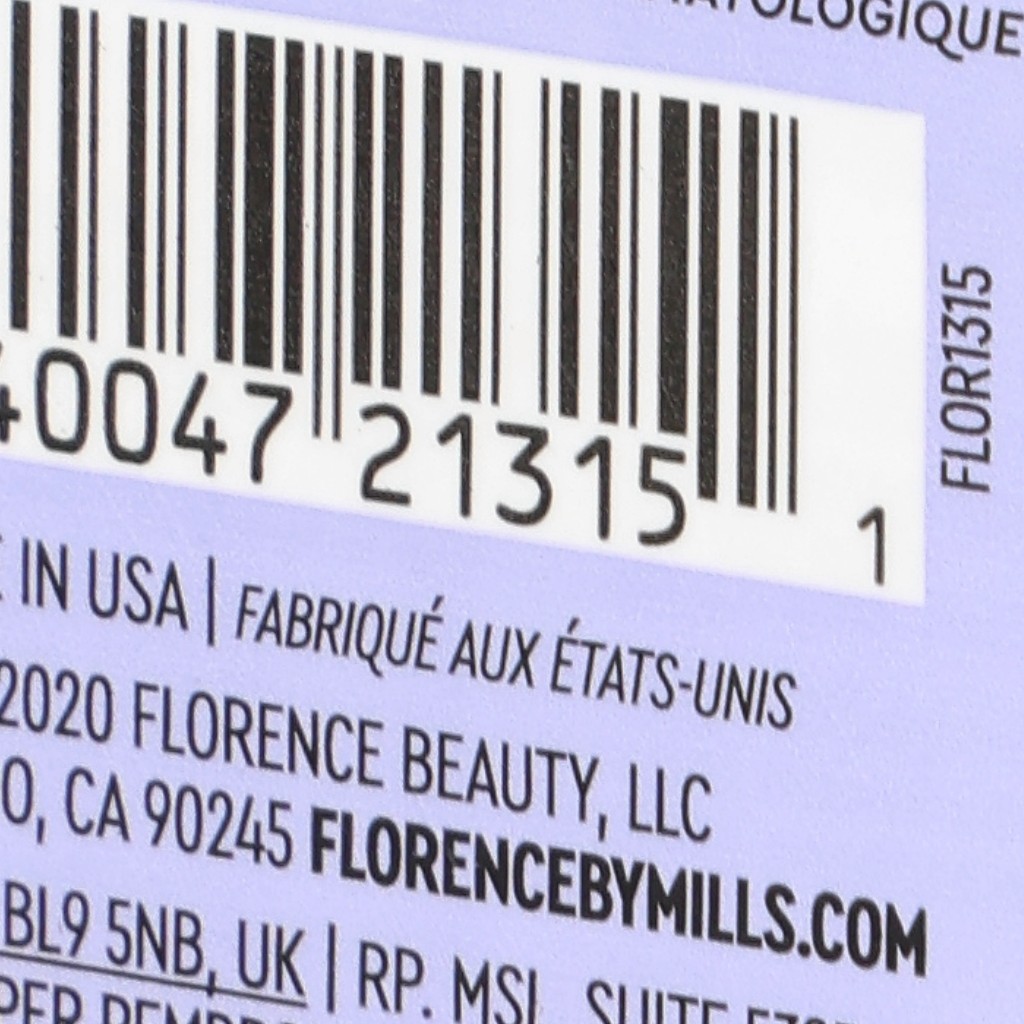 FLOR1315
0047 21315 1
IN USA | FABRIQUÉ AUX ÉTATS-UNIS
2020 FLORENCE BEAUTY, LLC
CA 90245 FLORENCEBYMILLS.COM
BL9 5NB, UK | RP. MSL SUITE